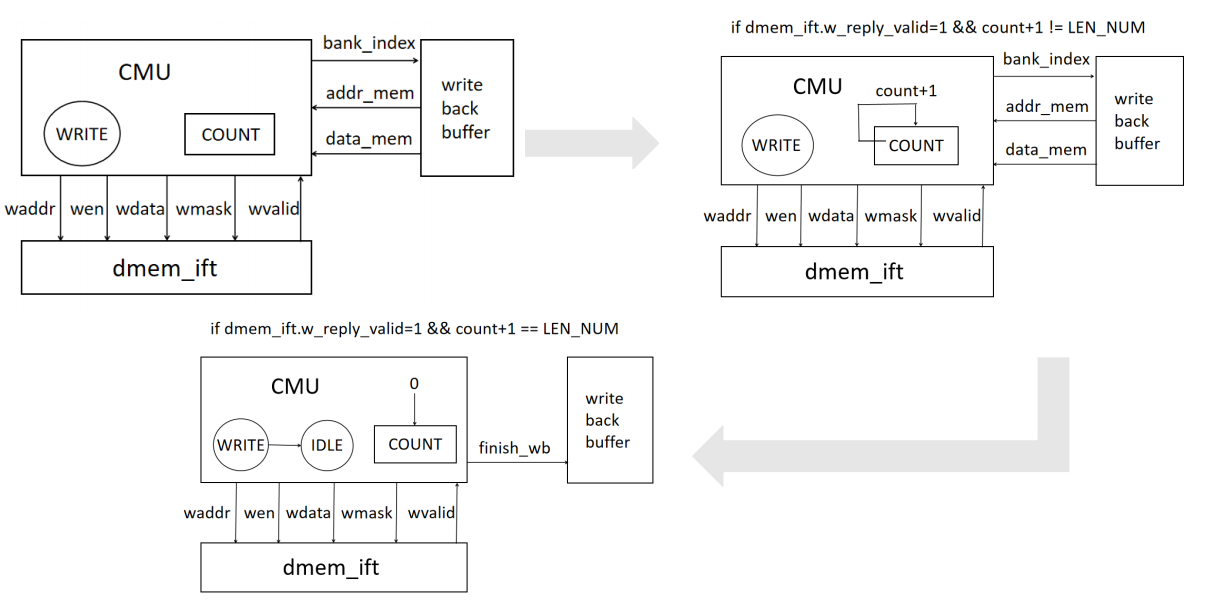 CMU
WRITE
COUNT
bank_index
addr_mem
data_mem
write
back
buffer
waddr
wen
wdata
wmask
wvalid
dmem_ift
if dmem_ift.w_reply_valid=1 && count+1 != LEN_NUM
CMU
count+1
WRITE
COUNT
bank_index
addr_mem
data_mem
write
back
buffer
waddr
wen
wdata
wmask
wvalid
dmem_ift
if dmem_ift.w_reply_valid=1 && count+1 == LEN_NUM
CMU
0
WRITE
IDLE
COUNT
finish_wb
write
back
buffer
waddr
wen
wdata
wmask
wvalid
dmem_ift